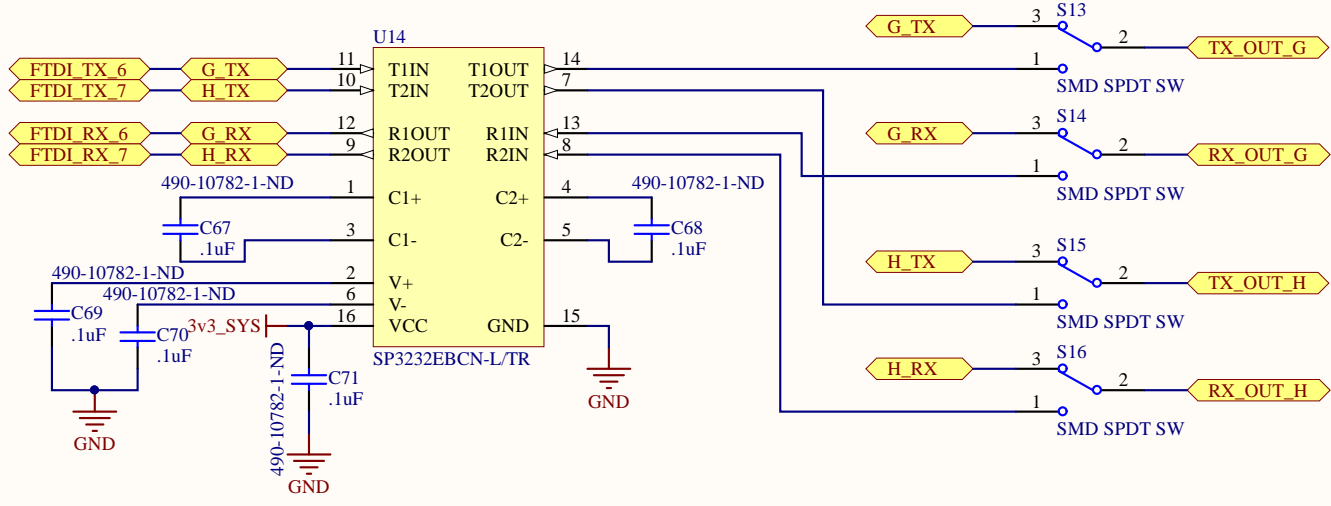 U14
FTDI_TX_6
G_TX
11
T1IN
T1OUT
14
FTDI_TX_7
H_TX
10
T2IN
T2OUT
7
FTDI_RX_6
G_RX
12
R1OUT
R1IN
13
FTDI_RX_7
H_RX
9
R2OUT
R2IN
8
490-10782-1-ND
1
C1+
C2+
4
490-10782-1-ND
C67
.1uF
3
C1-
C2-
5
C68
.1uF
490-10782-1-ND
2
V+
490-10782-1-ND
6
V-
C69
.1uF
C70
.1uF
3v3_SYS
16
VCC
GND
15
SP3232EBCN-L/TR
490-10782-1-ND
C71
.1uF
GND
GND
GND
S13
G_TX
3
2
TX_OUT_G
1
SMD SPDT SW
S14
G_RX
3
2
RX_OUT_G
1
SMD SPDT SW
S15
H_TX
3
2
TX_OUT_H
1
SMD SPDT SW
S16
H_RX
3
2
RX_OUT_H
1
SMD SPDT SW